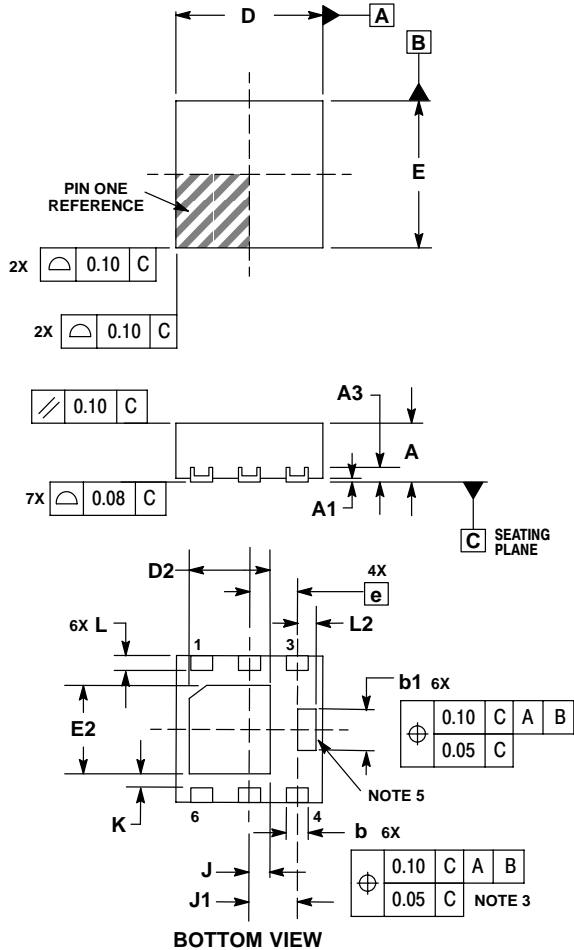 D
A
B
E
PIN ONE
REFERENCE
2X ⌓ 0.10 C
2X ⌓ 0.10 C
// 0.10 C
A3
A
7X ⌓ 0.08 C
A1
C SEATING
PLANE
D2
4X
e
6X L
L2
1
3
b1 6X
⌖ 0.10 C A B
0.05 C
E2
NOTE 5
K
6
4
b 6X
J
⌖ 0.10 C A B
0.05 C NOTE 3
J1
BOTTOM VIEW